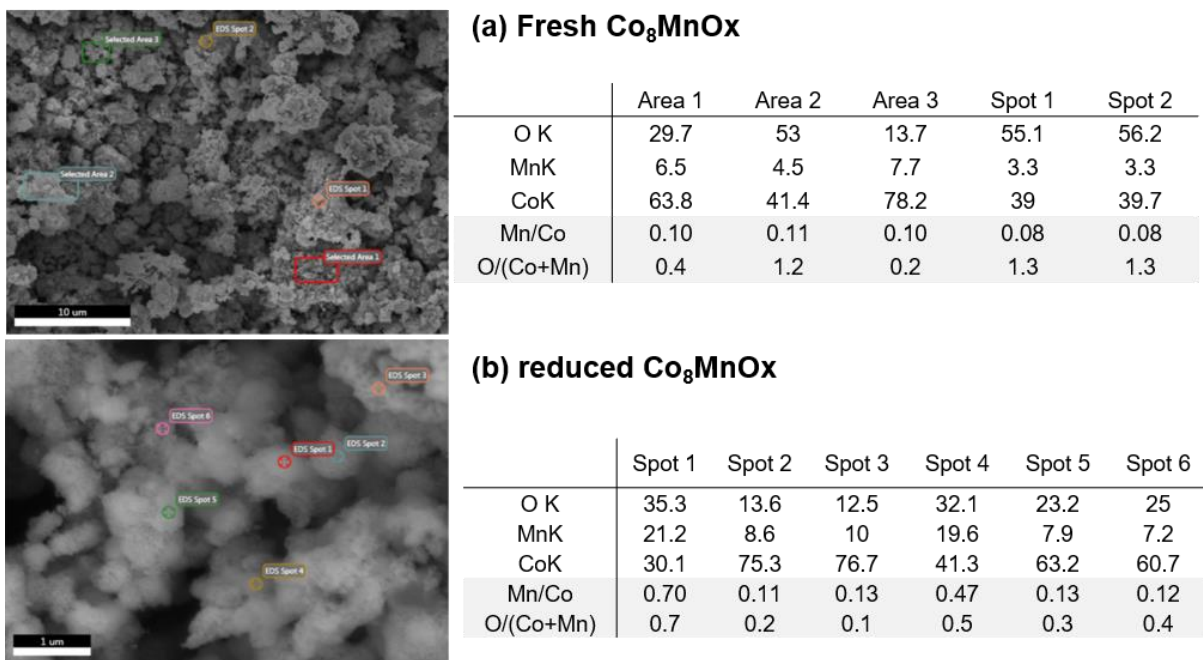 (a) Fresh Co₈MnOx
Selected Area 3
EDS Spot 2
Selected Area 2
EDS Spot 1
Selected Area 1
10 um
Area 1 Area 2 Area 3 Spot 1 Spot 2
O K 29.7 53 13.7 55.1 56.2
MnK 6.5 4.5 7.7 3.3 3.3
CoK 63.8 41.4 78.2 39 39.7
Mn/Co 0.10 0.11 0.10 0.08 0.08
O/(Co+Mn) 0.4 1.2 0.2 1.3 1.3
(b) reduced Co₈MnOx
EDS Spot 3
EDS Spot 6
EDS Spot 1
EDS Spot 2
EDS Spot 5
EDS Spot 4
1 um
Spot 1 Spot 2 Spot 3 Spot 4 Spot 5 Spot 6
O K 35.3 13.6 12.5 32.1 23.2 25
MnK 21.2 8.6 10 19.6 7.9 7.2
CoK 30.1 75.3 76.7 41.3 63.2 60.7
Mn/Co 0.70 0.11 0.13 0.47 0.13 0.12
O/(Co+Mn) 0.7 0.2 0.1 0.5 0.3 0.4